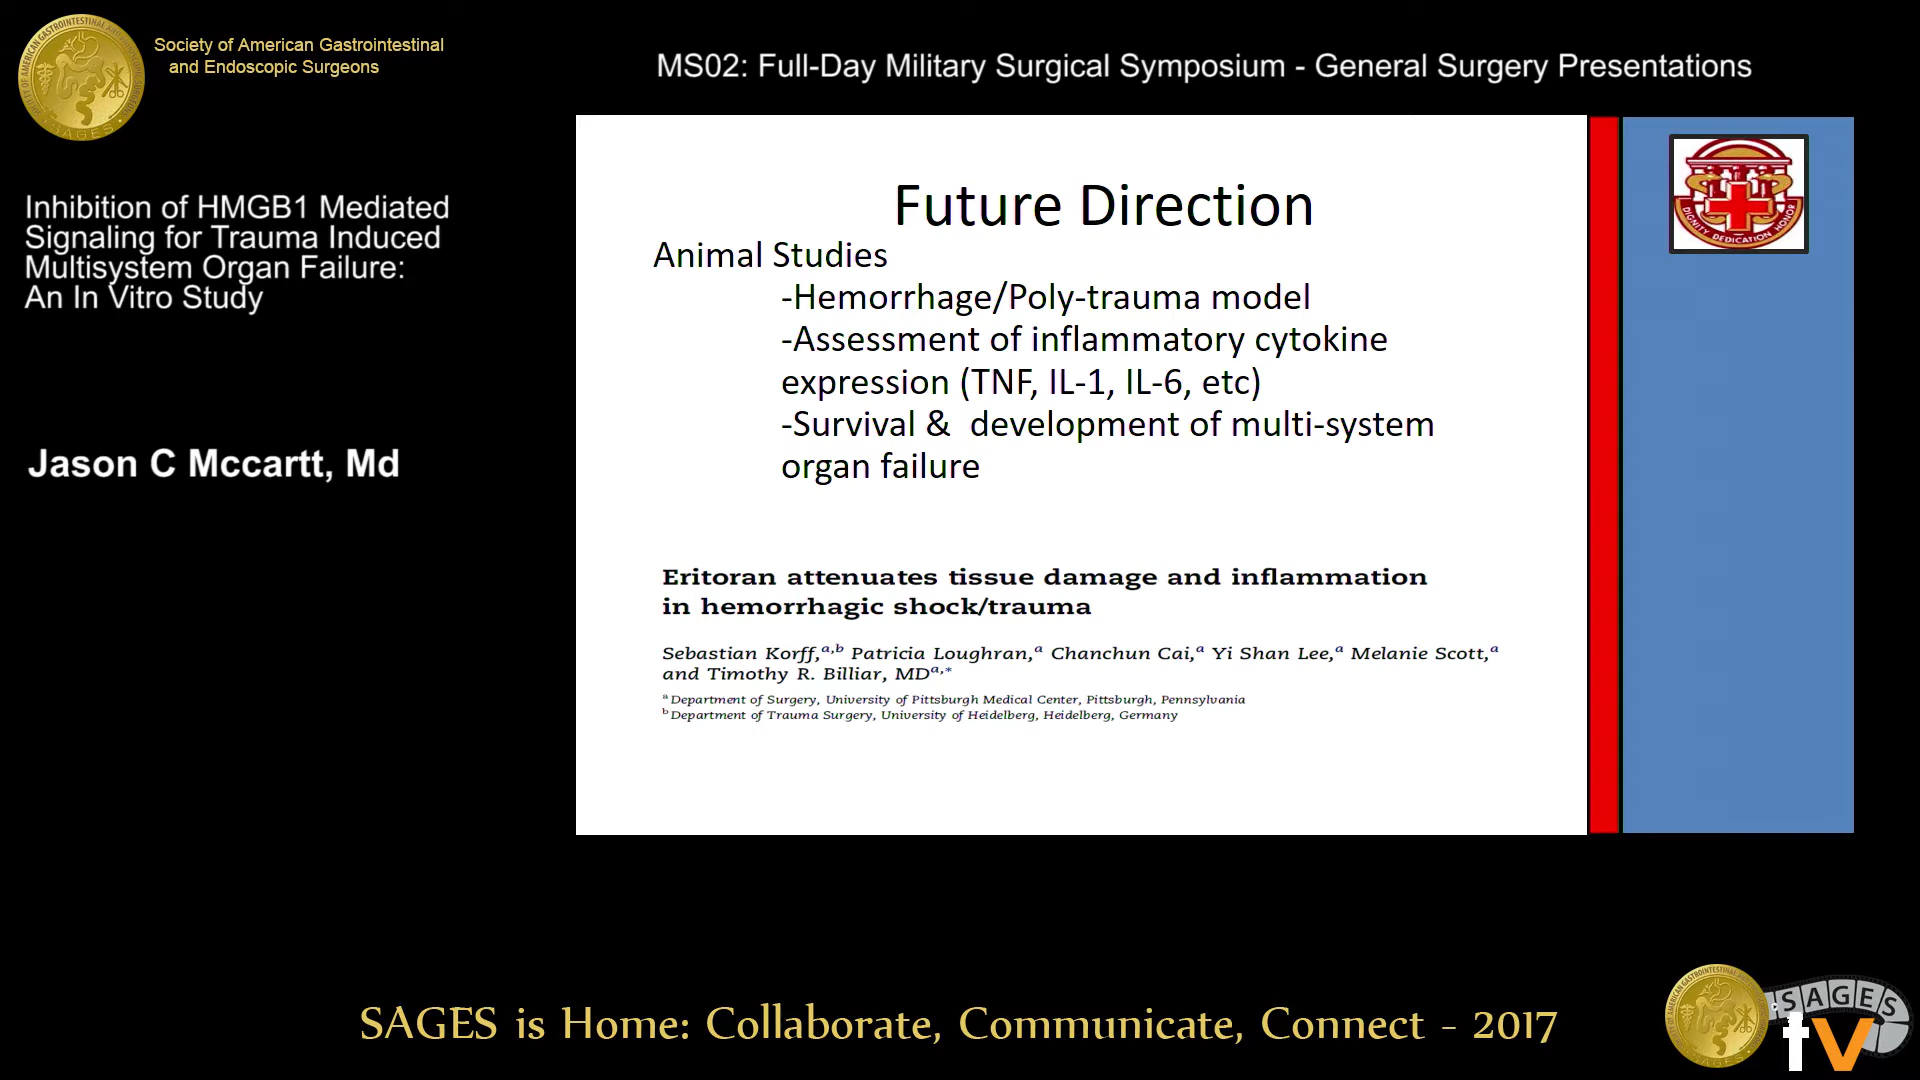 Society of American Gastrointestinal
and Endoscopic Surgeons
MS02: Full-Day Military Surgical Symposium - General Surgery Presentations
Inhibition of HMGB1 Mediated
Signaling for Trauma Induced
Multisystem Organ Failure:
An In Vitro Study
Jason C Mccartt, Md
Future Direction
Animal Studies
-Hemorrhage/Poly-trauma model
-Assessment of inflammatory cytokine
expression (TNF, IL-1, IL-6, etc)
-Survival &  development of multi-system
organ failure
Eritoran attenuates tissue damage and inflammation
in hemorrhagic shock/trauma
Sebastian Korff,a,b Patricia Loughran,a Chanchun Cai,a Yi Shan Lee,a Melanie Scott,a
and Timothy R. Billiar, MDa,*
a Department of Surgery, University of Pittsburgh Medical Center, Pittsburgh, Pennsylvania
b Department of Trauma Surgery, University of Heidelberg, Heidelberg, Germany
DIGNITY DEDICATION HONOR
SAGES is Home: Collaborate, Communicate, Connect - 2017
SAGES
tv